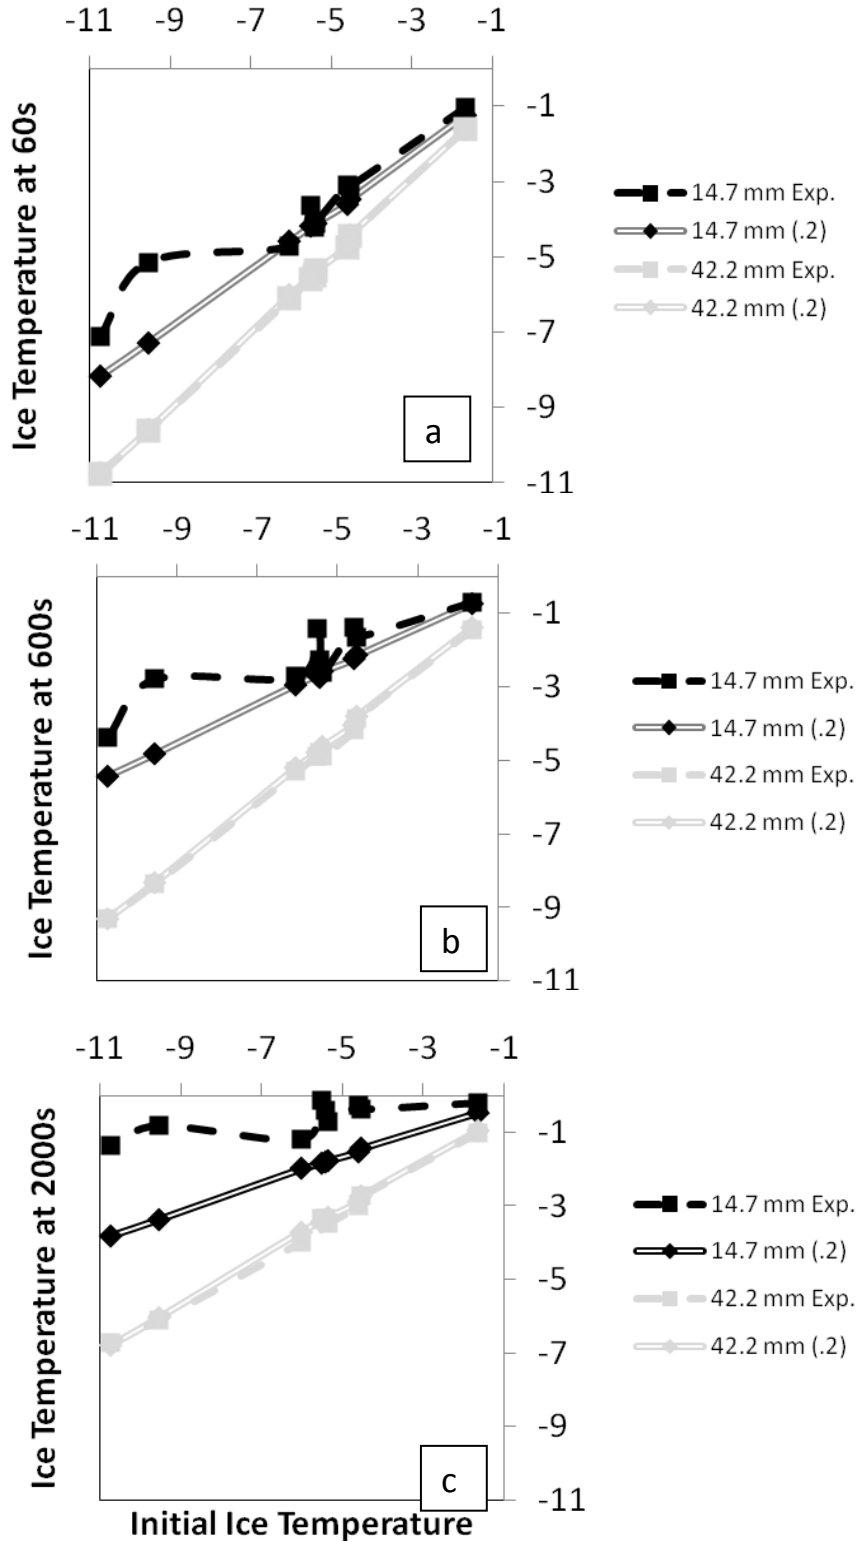 -11 -9 -7 -5 -3 -1
Ice Temperature at 60s
-1
-3
-5
-7
-9
-11
14.7 mm Exp.
14.7 mm (.2)
42.2 mm Exp.
42.2 mm (.2)
a
-11 -9 -7 -5 -3 -1
Ice Temperature at 600s
-1
-3
-5
-7
-9
-11
14.7 mm Exp.
14.7 mm (.2)
42.2 mm Exp.
42.2 mm (.2)
b
-11 -9 -7 -5 -3 -1
Ice Temperature at 2000s
-1
-3
-5
-7
-9
-11
14.7 mm Exp.
14.7 mm (.2)
42.2 mm Exp.
42.2 mm (.2)
c
Initial Ice Temperature